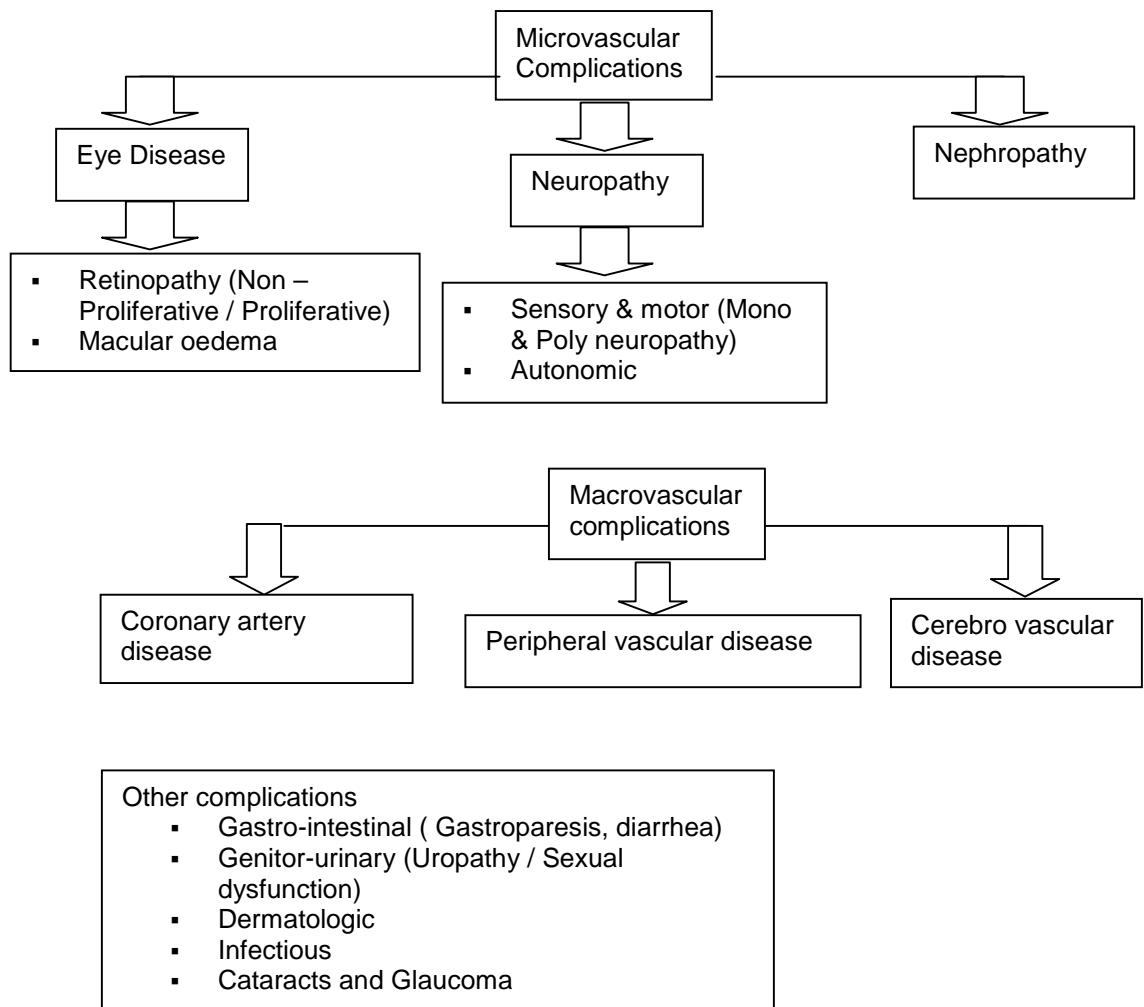 Microvascular
Complications
Eye Disease
Neuropathy
Nephropathy
▪ Retinopathy (Non –
Proliferative / Proliferative)
▪ Macular oedema
▪ Sensory & motor (Mono
& Poly neuropathy)
▪ Autonomic
Macrovascular
complications
Coronary artery
disease
Peripheral vascular disease
Cerebro vascular
disease
Other complications
▪ Gastro-intestinal ( Gastroparesis, diarrhea)
▪ Genitor-urinary (Uropathy / Sexual
dysfunction)
▪ Dermatologic
▪ Infectious
▪ Cataracts and Glaucoma